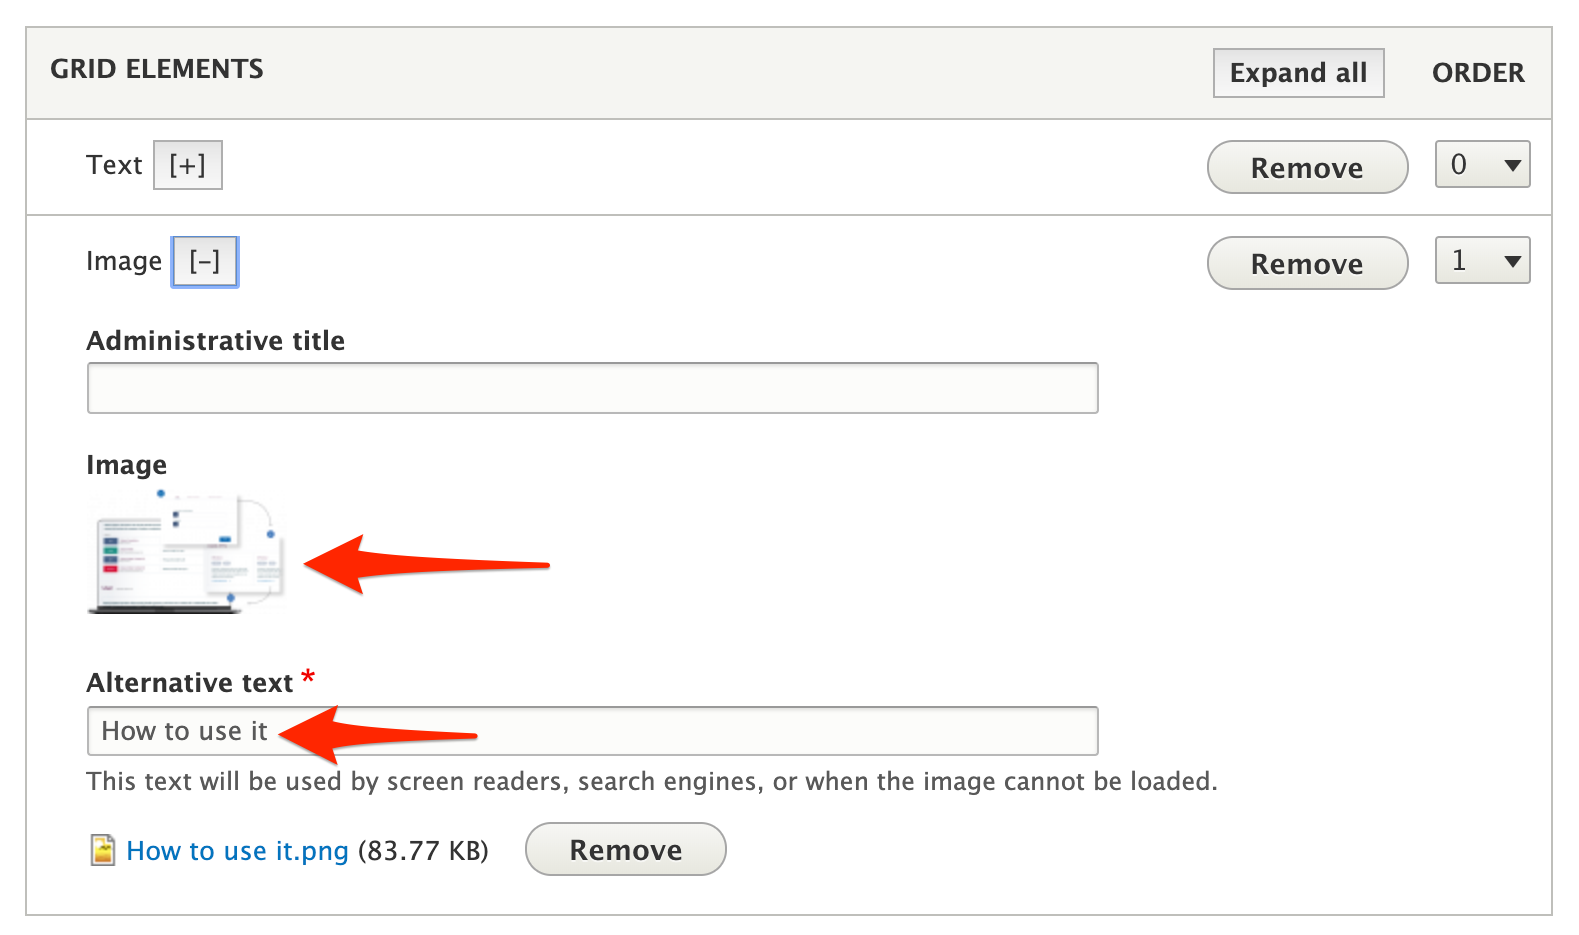 GRID ELEMENTS Expand all ORDER
Text [+] Remove 0
Image [–] Remove 1
Administrative title
Image
Alternative text *
How to use it
This text will be used by screen readers, search engines, or when the image cannot be loaded.
How to use it.png (83.77 KB) Remove